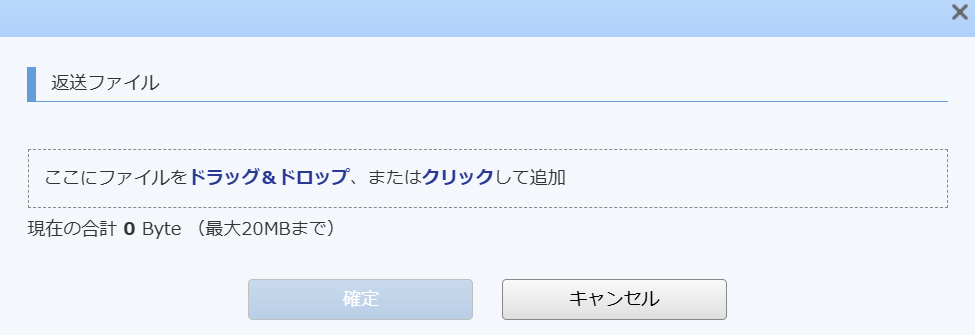 返送ファイル
ここにファイルをドラッグ&ドロップ、またはクリックして追加
現在の合計 0 Byte （最大20MBまで）
確定
キャンセル